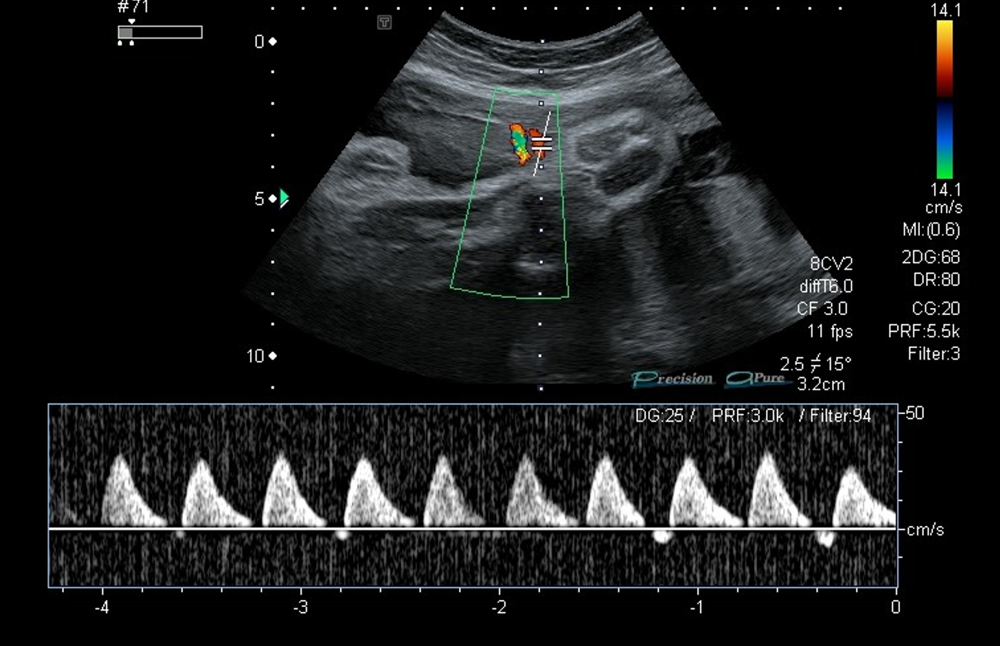 #71
T
14.1
0
5
10
14.1
cm/s
MI:(0.6)
2DG:68
DR:80
CG:20
PRF:5.5k
Filter:3
8CV2
diffT6.0
CF 3.0
11 fps
2.5 15°
3.2cm
Precision APure
DG:25 / PRF:3.0k / Filter:94
50
cm/s
-4 -3 -2 -1 0